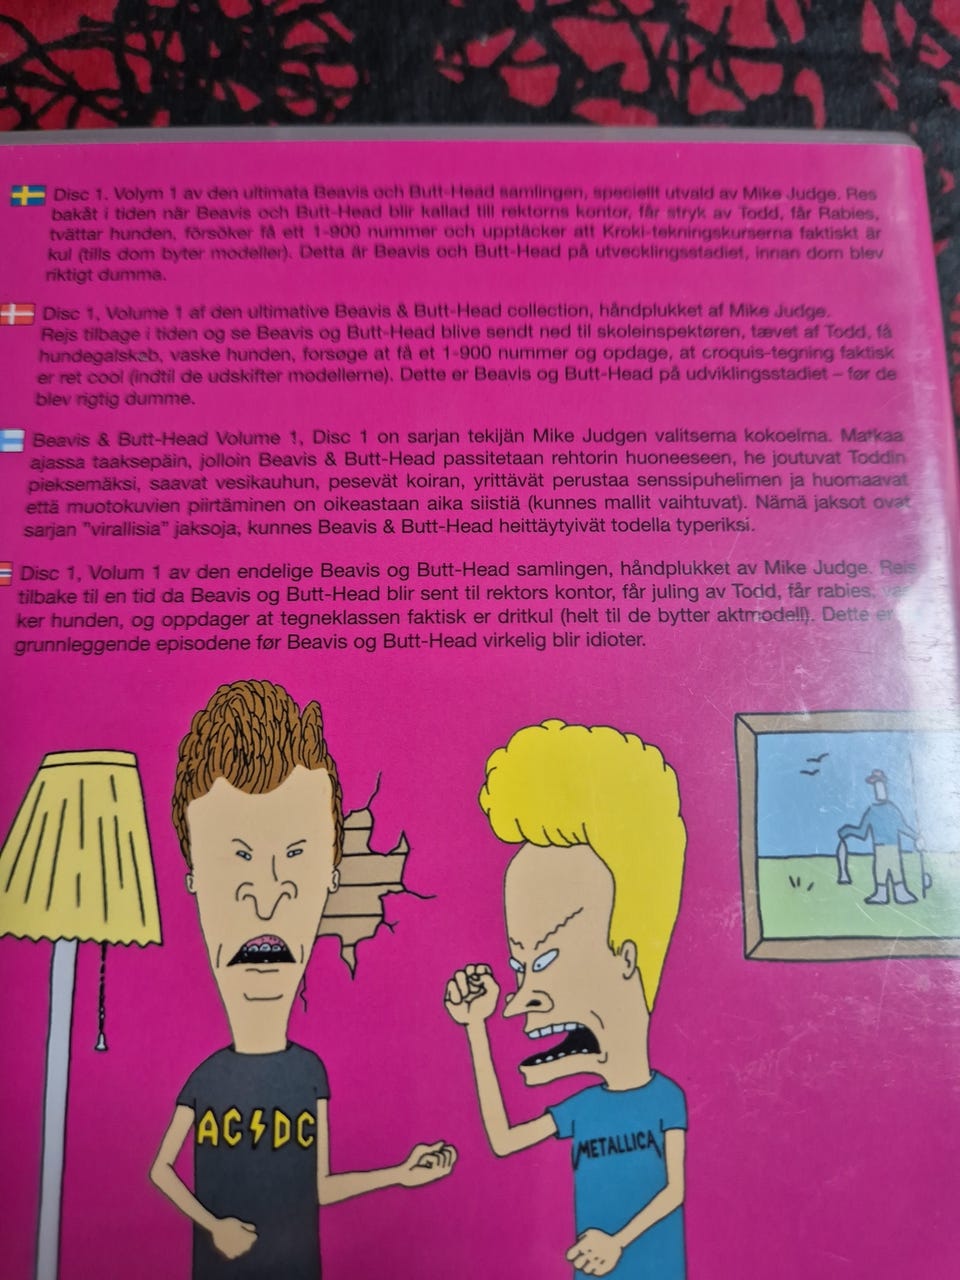 Disc 1. Volym 1 av den ultimata Beavis och Butt-Head samlingen, speciellt utvald av Mike Judge. Res
bakåt i tiden när Beavis och Butt-Head blir kallad till rektorns kontor, får stryk av Todd, får Rabies,
tvättar hunden, försöker få ett 1-900 nummer och upptäcker att Kroki-tekningskurserna faktiskt är
kul (tills dom byter modeller). Detta är Beavis och Butt-Head på utvecklingsstadiet, innan dom blev
riktigt dumma.
Disc 1, Volume 1 af den ultimative Beavis & Butt-Head collection, håndplukket af Mike Judge.
Rejs tilbage i tiden og se Beavis og Butt-Head blive sendt ned til skoleinspektøren, tævet af Todd, få
hundegalskab, vaske hunden, forsøge at få et 1-900 nummer og opdage, at croquis-tegning faktisk
er ret cool (indtil de udskifter modellerne). Dette er Beavis og Butt-Head på udviklingsstadiet – før de
blev rigtig dumme.
Beavis & Butt-Head Volume 1, Disc 1 on sarjan tekijän Mike Judgen valitsema kokoelma. Matkaa
ajassa taaksepäin, jolloin Beavis & Butt-Head passitetaan rehtorin huoneeseen, he joutuvat Toddin
pieksemäksi, saavat vesikauhun, pesevät koiran, yrittävät perustaa senssipuhelimen ja huomaavat
että muotokuvien piirtäminen on oikeastaan aika siistiä (kunnes mallit vaihtuvat). Nämä jaksot ovat
sarjan "virallisia" jaksoja, kunnes Beavis & Butt-Head heittäytyivät todella typeriksi.
Disc 1, Volum 1 av den endelige Beavis og Butt-Head samlingen, håndplukket av Mike Judge. Reis
tilbake til en tid da Beavis og Butt-Head blir sent til rektors kontor, får juling av Todd, får rabies, vas-
ker hunden, og oppdager at tegneklassen faktisk er dritkul (helt til de bytter aktmodell). Dette er
grunnleggende episodene før Beavis og Butt-Head virkelig blir idioter.
AC⚡DC
METALLICA